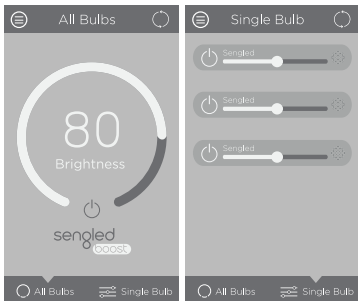 All Bulbs
80
Brightness
sengled
boost
All Bulbs
Single Bulb
Single Bulb
Sengled
Sengled
Sengled
All Bulbs
Single Bulb